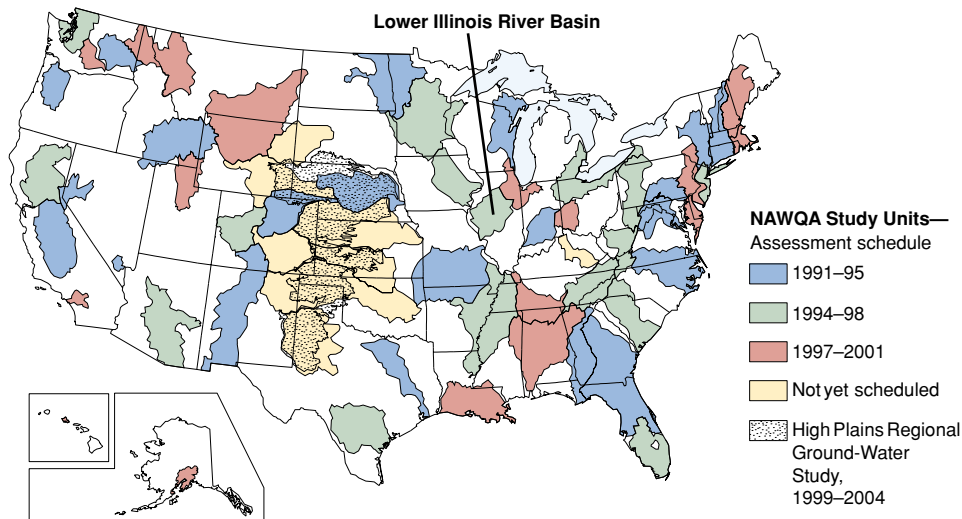 Lower Illinois River Basin
NAWQA Study Units—
Assessment schedule
1991–95
1994–98
1997–2001
Not yet scheduled
High Plains Regional
Ground-Water
Study,
1999–2004